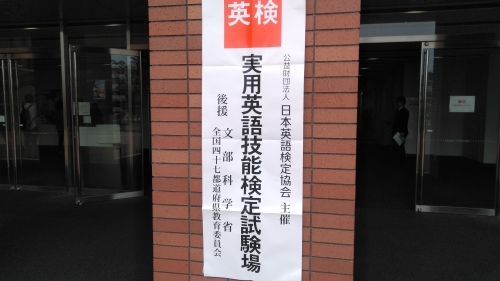 英検
公益財団法人 日本英語検定協会 主催
実用英語技能検定試験場
後援 文部科学省
全国四十七都道府県教育委員会